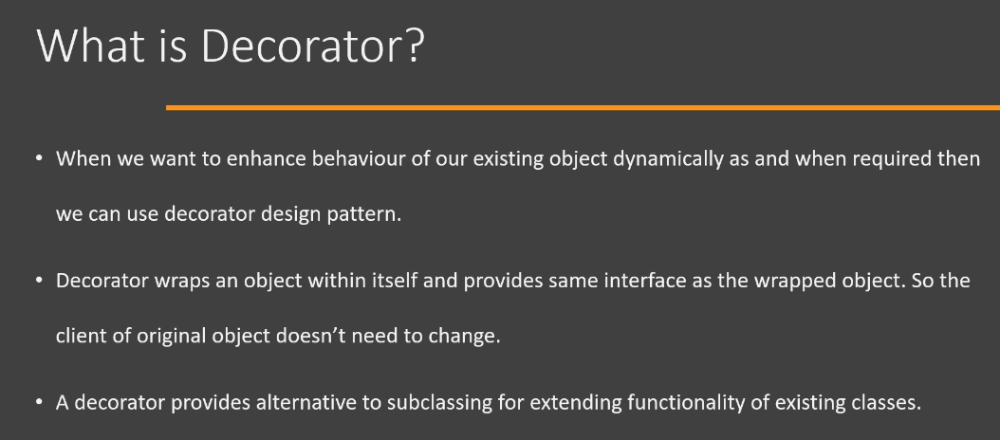 What is Decorator?
• When we want to enhance behaviour of our existing object dynamically as and when required then
we can use decorator design pattern.
• Decorator wraps an object within itself and provides same interface as the wrapped object. So the
client of original object doesn’t need to change.
• A decorator provides alternative to subclassing for extending functionality of existing classes.